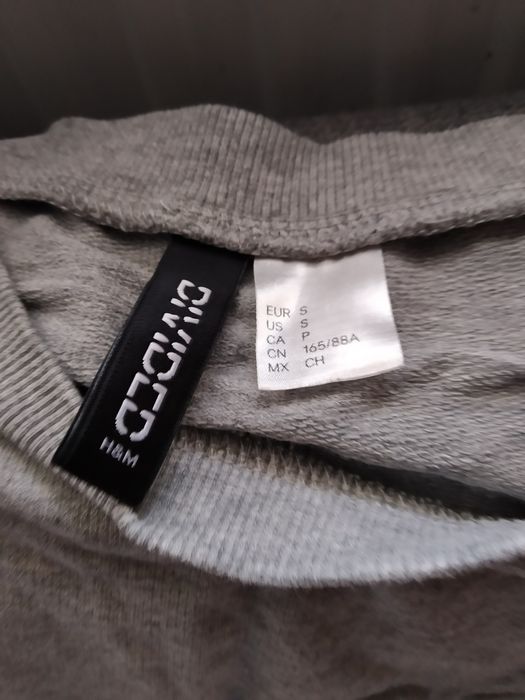 DIVIDED
H&M
EUR S
US S
CA P
CN 165/88A
MX CH